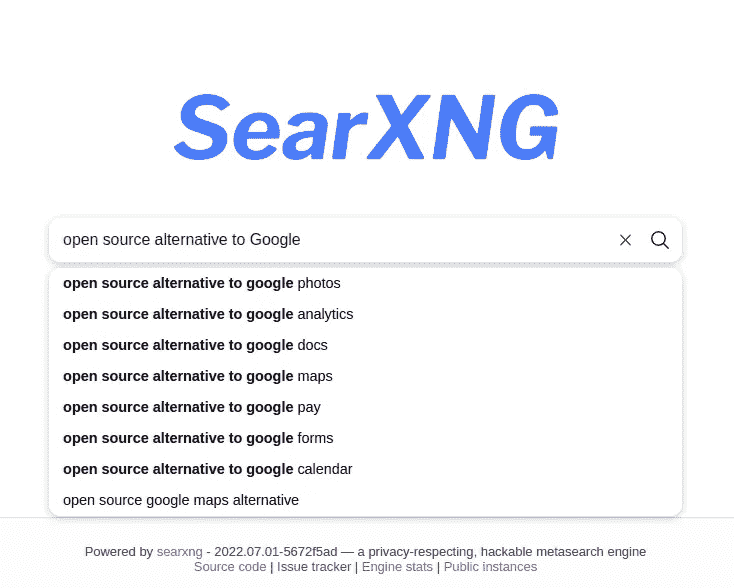 SearXNG
open source alternative to Google
open source alternative to google photos
open source alternative to google analytics
open source alternative to google docs
open source alternative to google maps
open source alternative to google pay
open source alternative to google forms
open source alternative to google calendar
open source google maps alternative
Powered by searxng - 2022.07.01-5672f5ad — a privacy-respecting, hackable metasearch engine
Source code | Issue tracker | Engine stats | Public instances